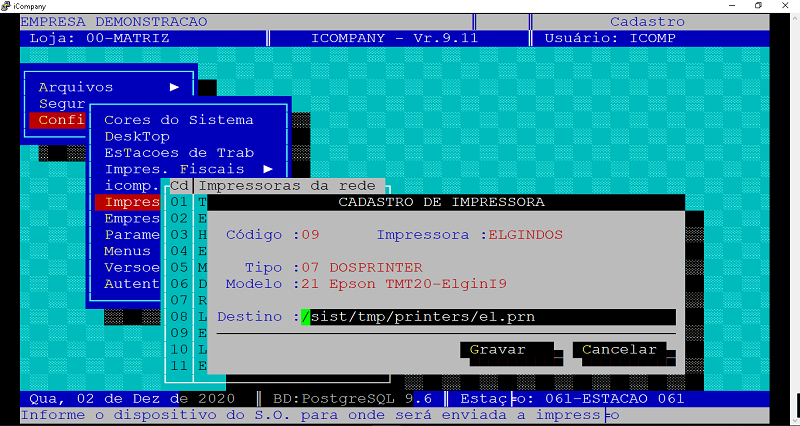 iCompany
EMPRESA DEMONSTRACAO Cadastro
Loja: 00-MATRIZ ICOMPANY - Vr.9.11 Usuário: ICOMP
Arquivos
Segur
Confi
Cores do Sistema
DeskTop
EsTacoes de Trab
Impres. Fiscais
icomp.
Impres
Empres
Parame
Menus
Versoe
Autent
Cd Impressoras da rede
01 T
02 E
03 H
04 E
05 M
06 D
07 R
08 L
09 E
10 L
11 E
CADASTRO DE IMPRESSORA
Código :09 Impressora :ELGINDOS
Tipo :07 DOSPRINTER
Modelo :21 Epson TMT20-ElginI9
Destino :/sist/tmp/printers/el.prn
Gravar Cancelar
Qua, 02 de Dez de 2020 BD:PostgreSQL 9.6 Estaç╞o: 061-ESTACAO 061
Informe o dispositivo do S.O. para onde será enviada a impress╞o